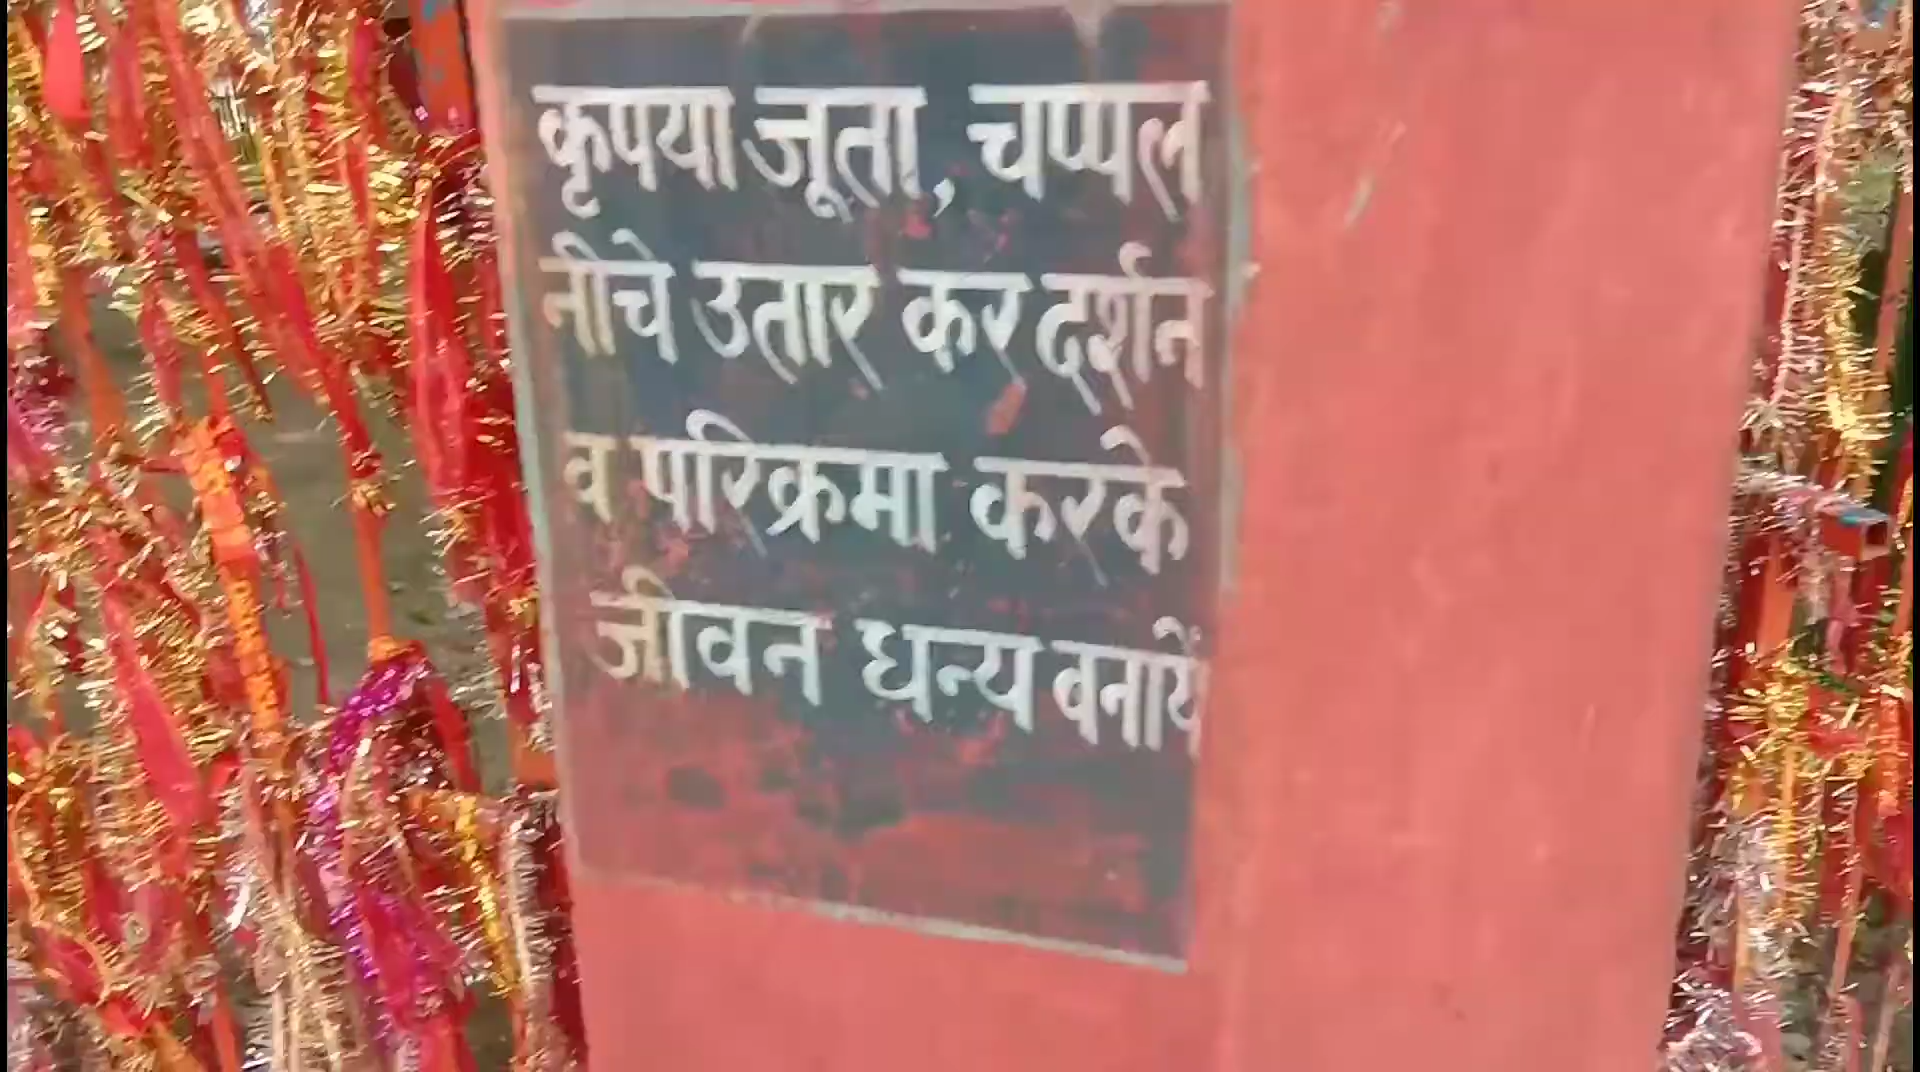 कृपया जूता, चप्पल
नीचे उतार कर दर्शन
व परिक्रमा करके
जीवन धन्य बनायें